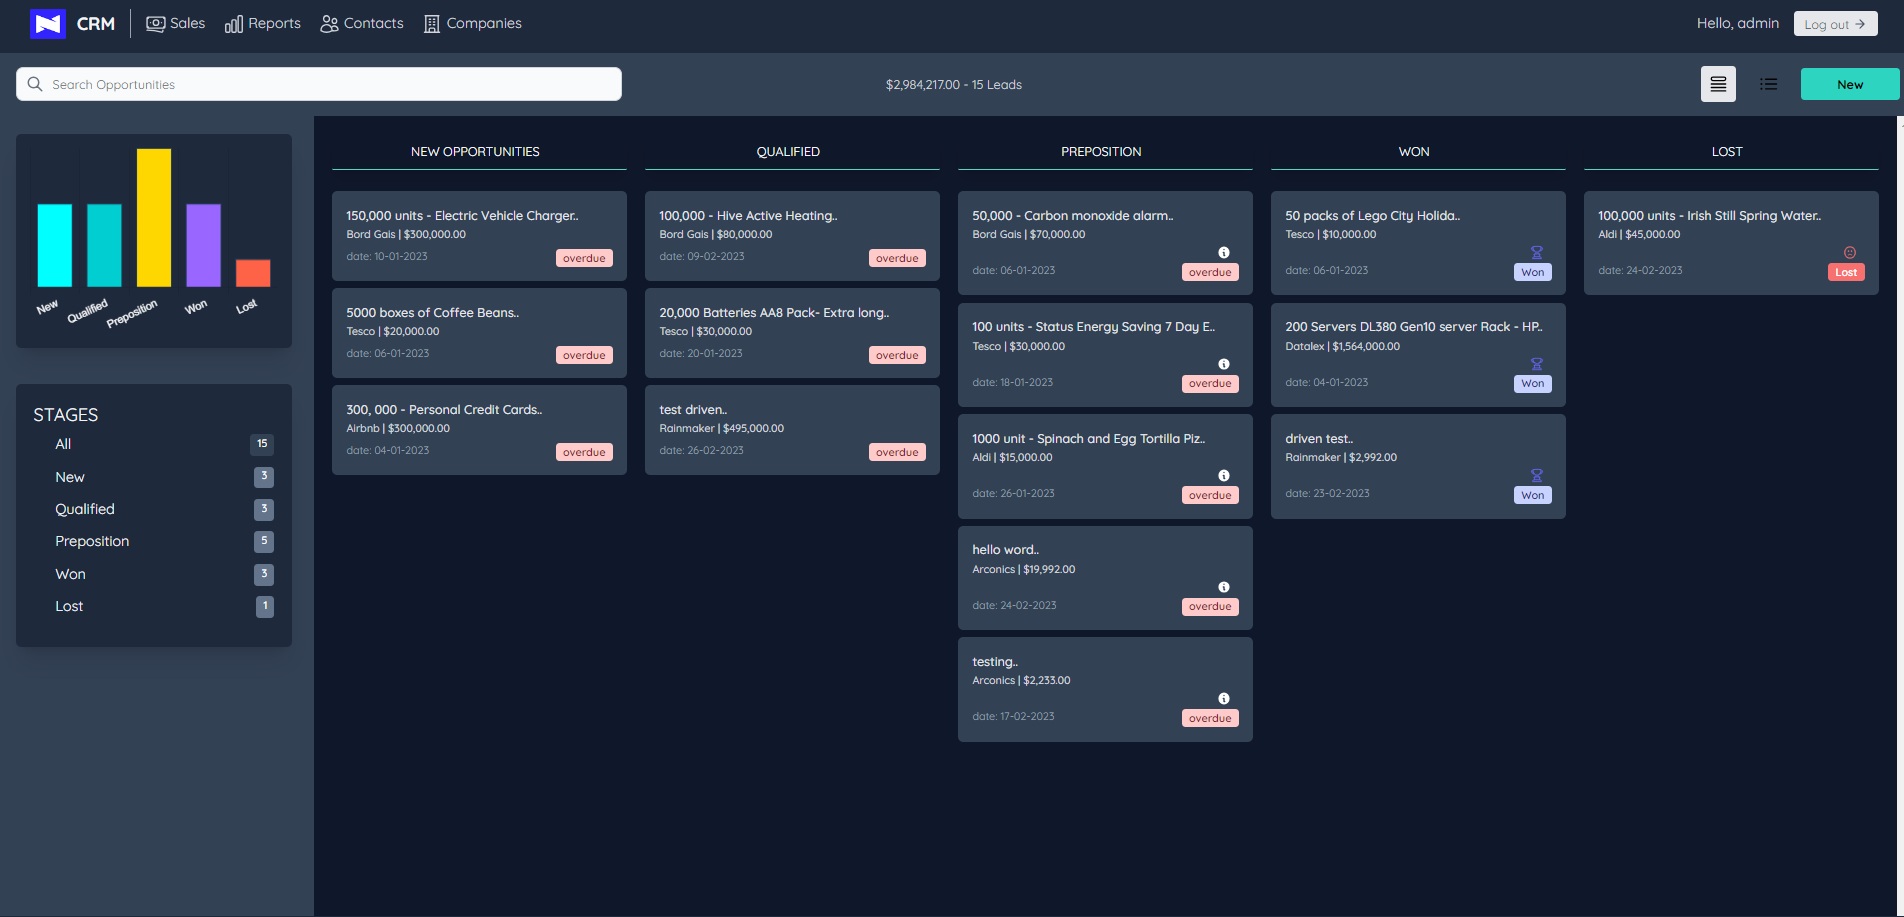 CRM
Sales
Reports
Contacts
Companies
Hello, admin
Log out
Search Opportunities
$2,984,217.00 - 15 Leads
New
New
Qualified
Preposition
Won
Lost
STAGES
All 15
New 3
Qualified 3
Preposition 5
Won 3
Lost 1
NEW OPPORTUNITIES
150,000 units - Electric Vehicle Charger..
Bord Gais | $300,000.00
date: 10-01-2023
overdue
5000 boxes of Coffee Beans..
Tesco | $20,000.00
date: 06-01-2023
overdue
300, 000 - Personal Credit Cards..
Airbnb | $300,000.00
date: 04-01-2023
overdue
QUALIFIED
100,000 - Hive Active Heating..
Bord Gais | $80,000.00
date: 09-02-2023
overdue
20,000 Batteries AA8 Pack- Extra long..
Tesco | $30,000.00
date: 20-01-2023
overdue
test driven..
Rainmaker | $495,000.00
date: 26-02-2023
overdue
PREPOSITION
50,000 - Carbon monoxide alarm..
Bord Gais | $70,000.00
date: 06-01-2023
overdue
100 units - Status Energy Saving 7 Day E..
Tesco | $30,000.00
date: 18-01-2023
overdue
1000 unit - Spinach and Egg Tortilla Piz..
Aldi | $15,000.00
date: 26-01-2023
overdue
hello word..
Arconics | $19,992.00
date: 24-02-2023
overdue
testing..
Arconics | $2,233.00
date: 17-02-2023
overdue
WON
50 packs of Lego City Holida..
Tesco | $10,000.00
date: 06-01-2023
Won
200 Servers DL380 Gen10 server Rack - HP..
Datalex | $1,564,000.00
date: 04-01-2023
Won
driven test..
Rainmaker | $2,992.00
date: 23-02-2023
Won
LOST
100,000 units - Irish Still Spring Water..
Aldi | $45,000.00
date: 24-02-2023
Lost